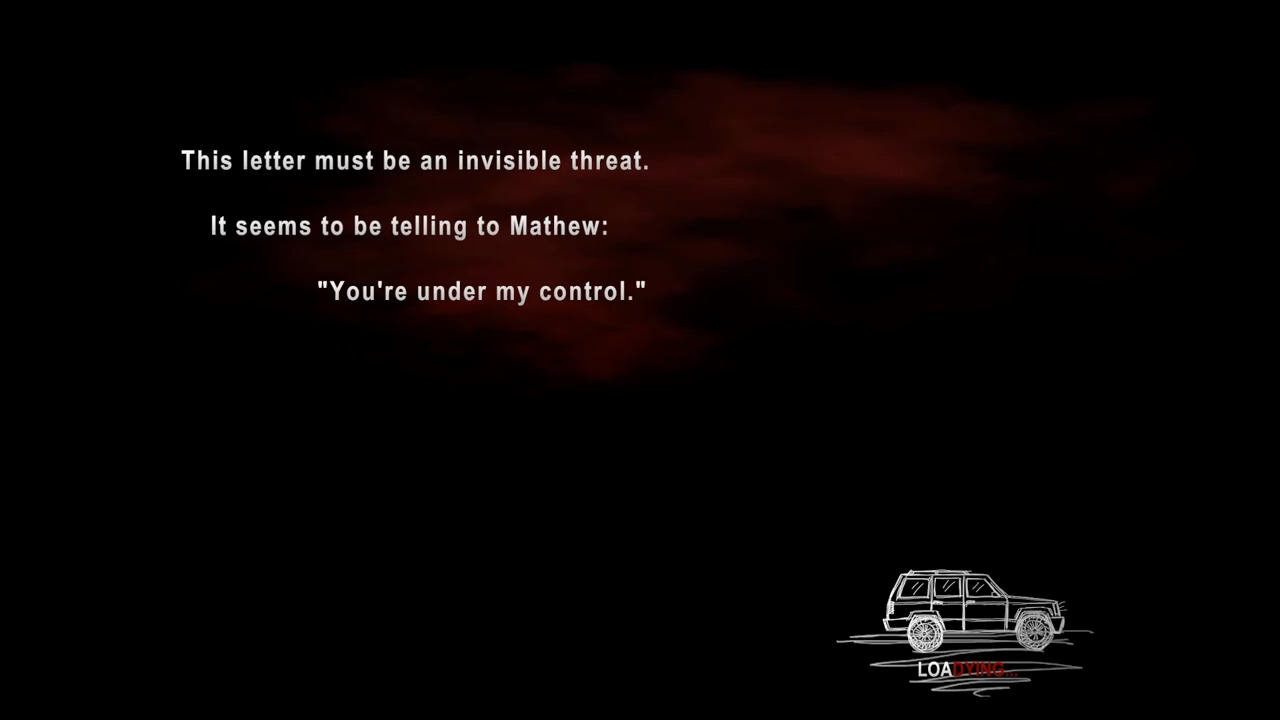 This letter must be an invisible threat.
It seems to be telling to Mathew:
"You're under my control."
LOADYING...